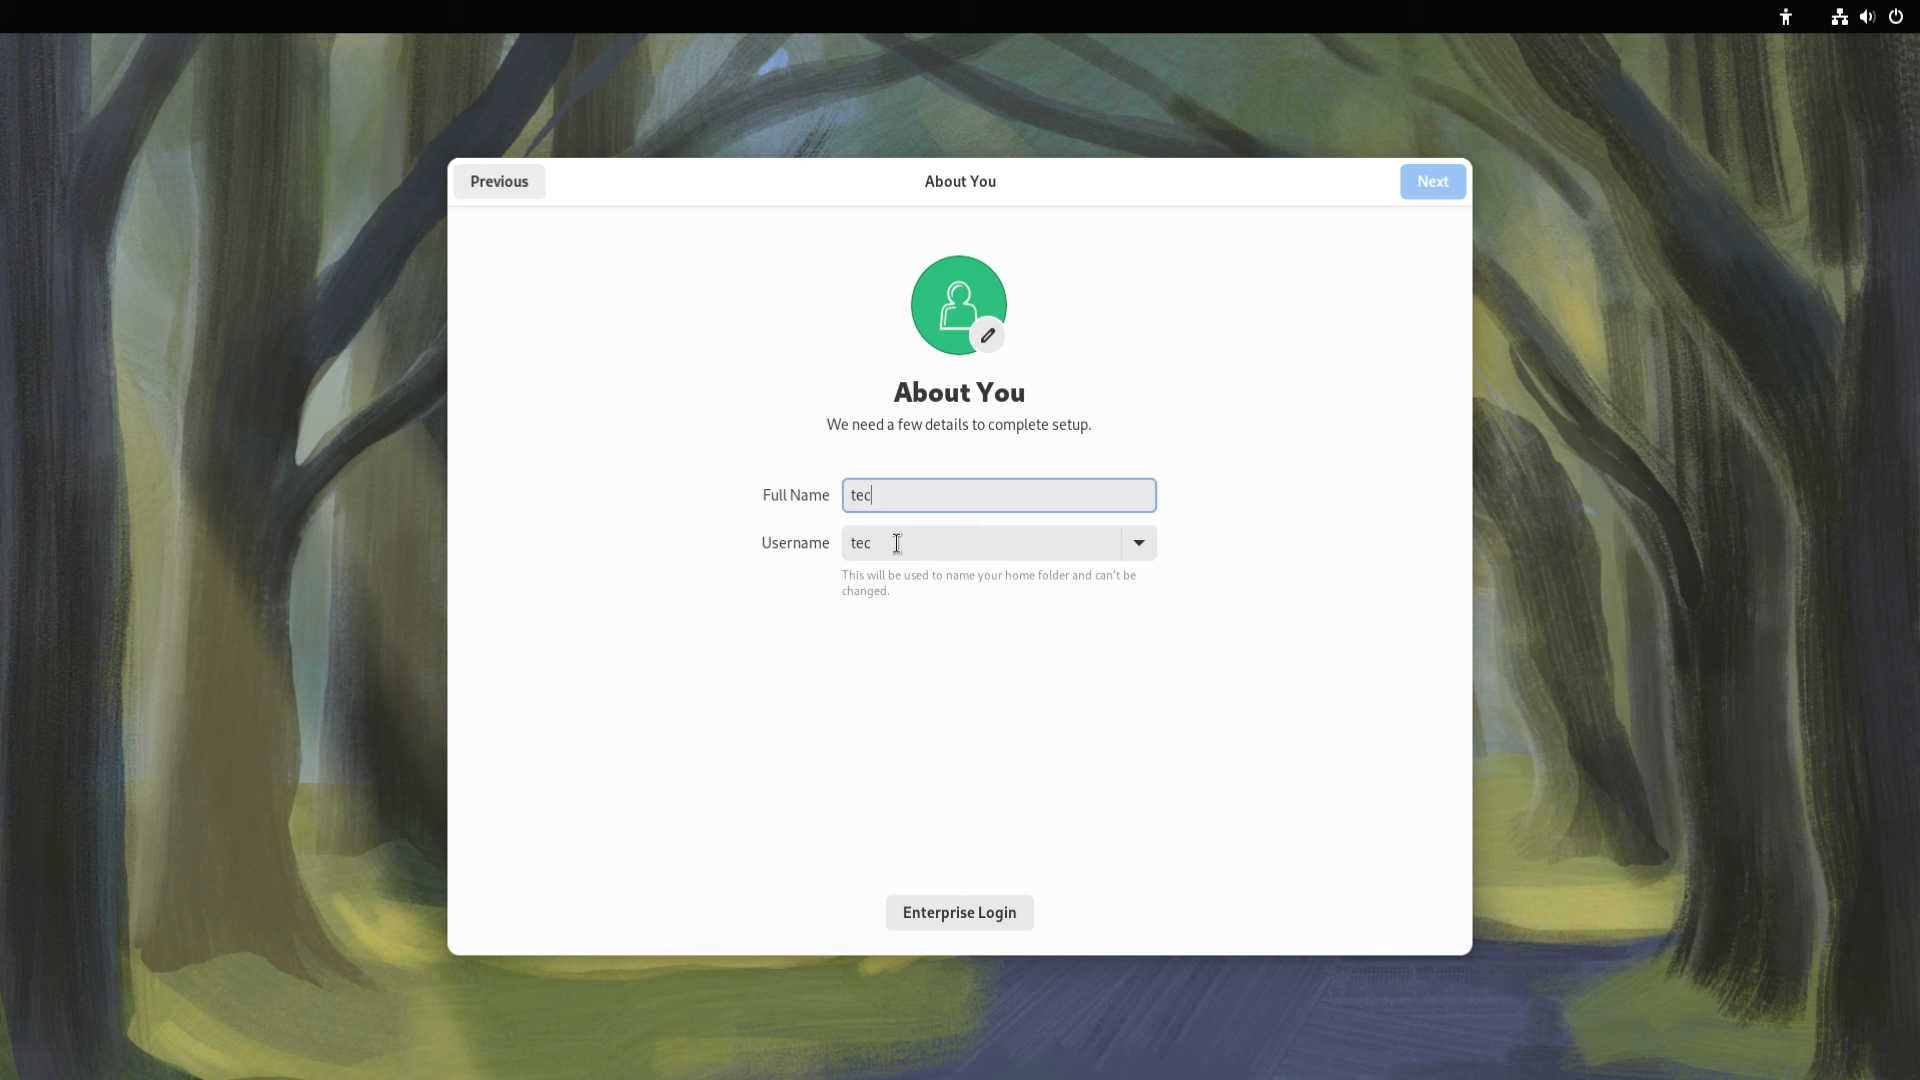 Previous
About You
Next
About You
We need a few details to complete setup.
Full Name
tec
Username
tec
This will be used to name your home folder and can't be
changed.
Enterprise Login